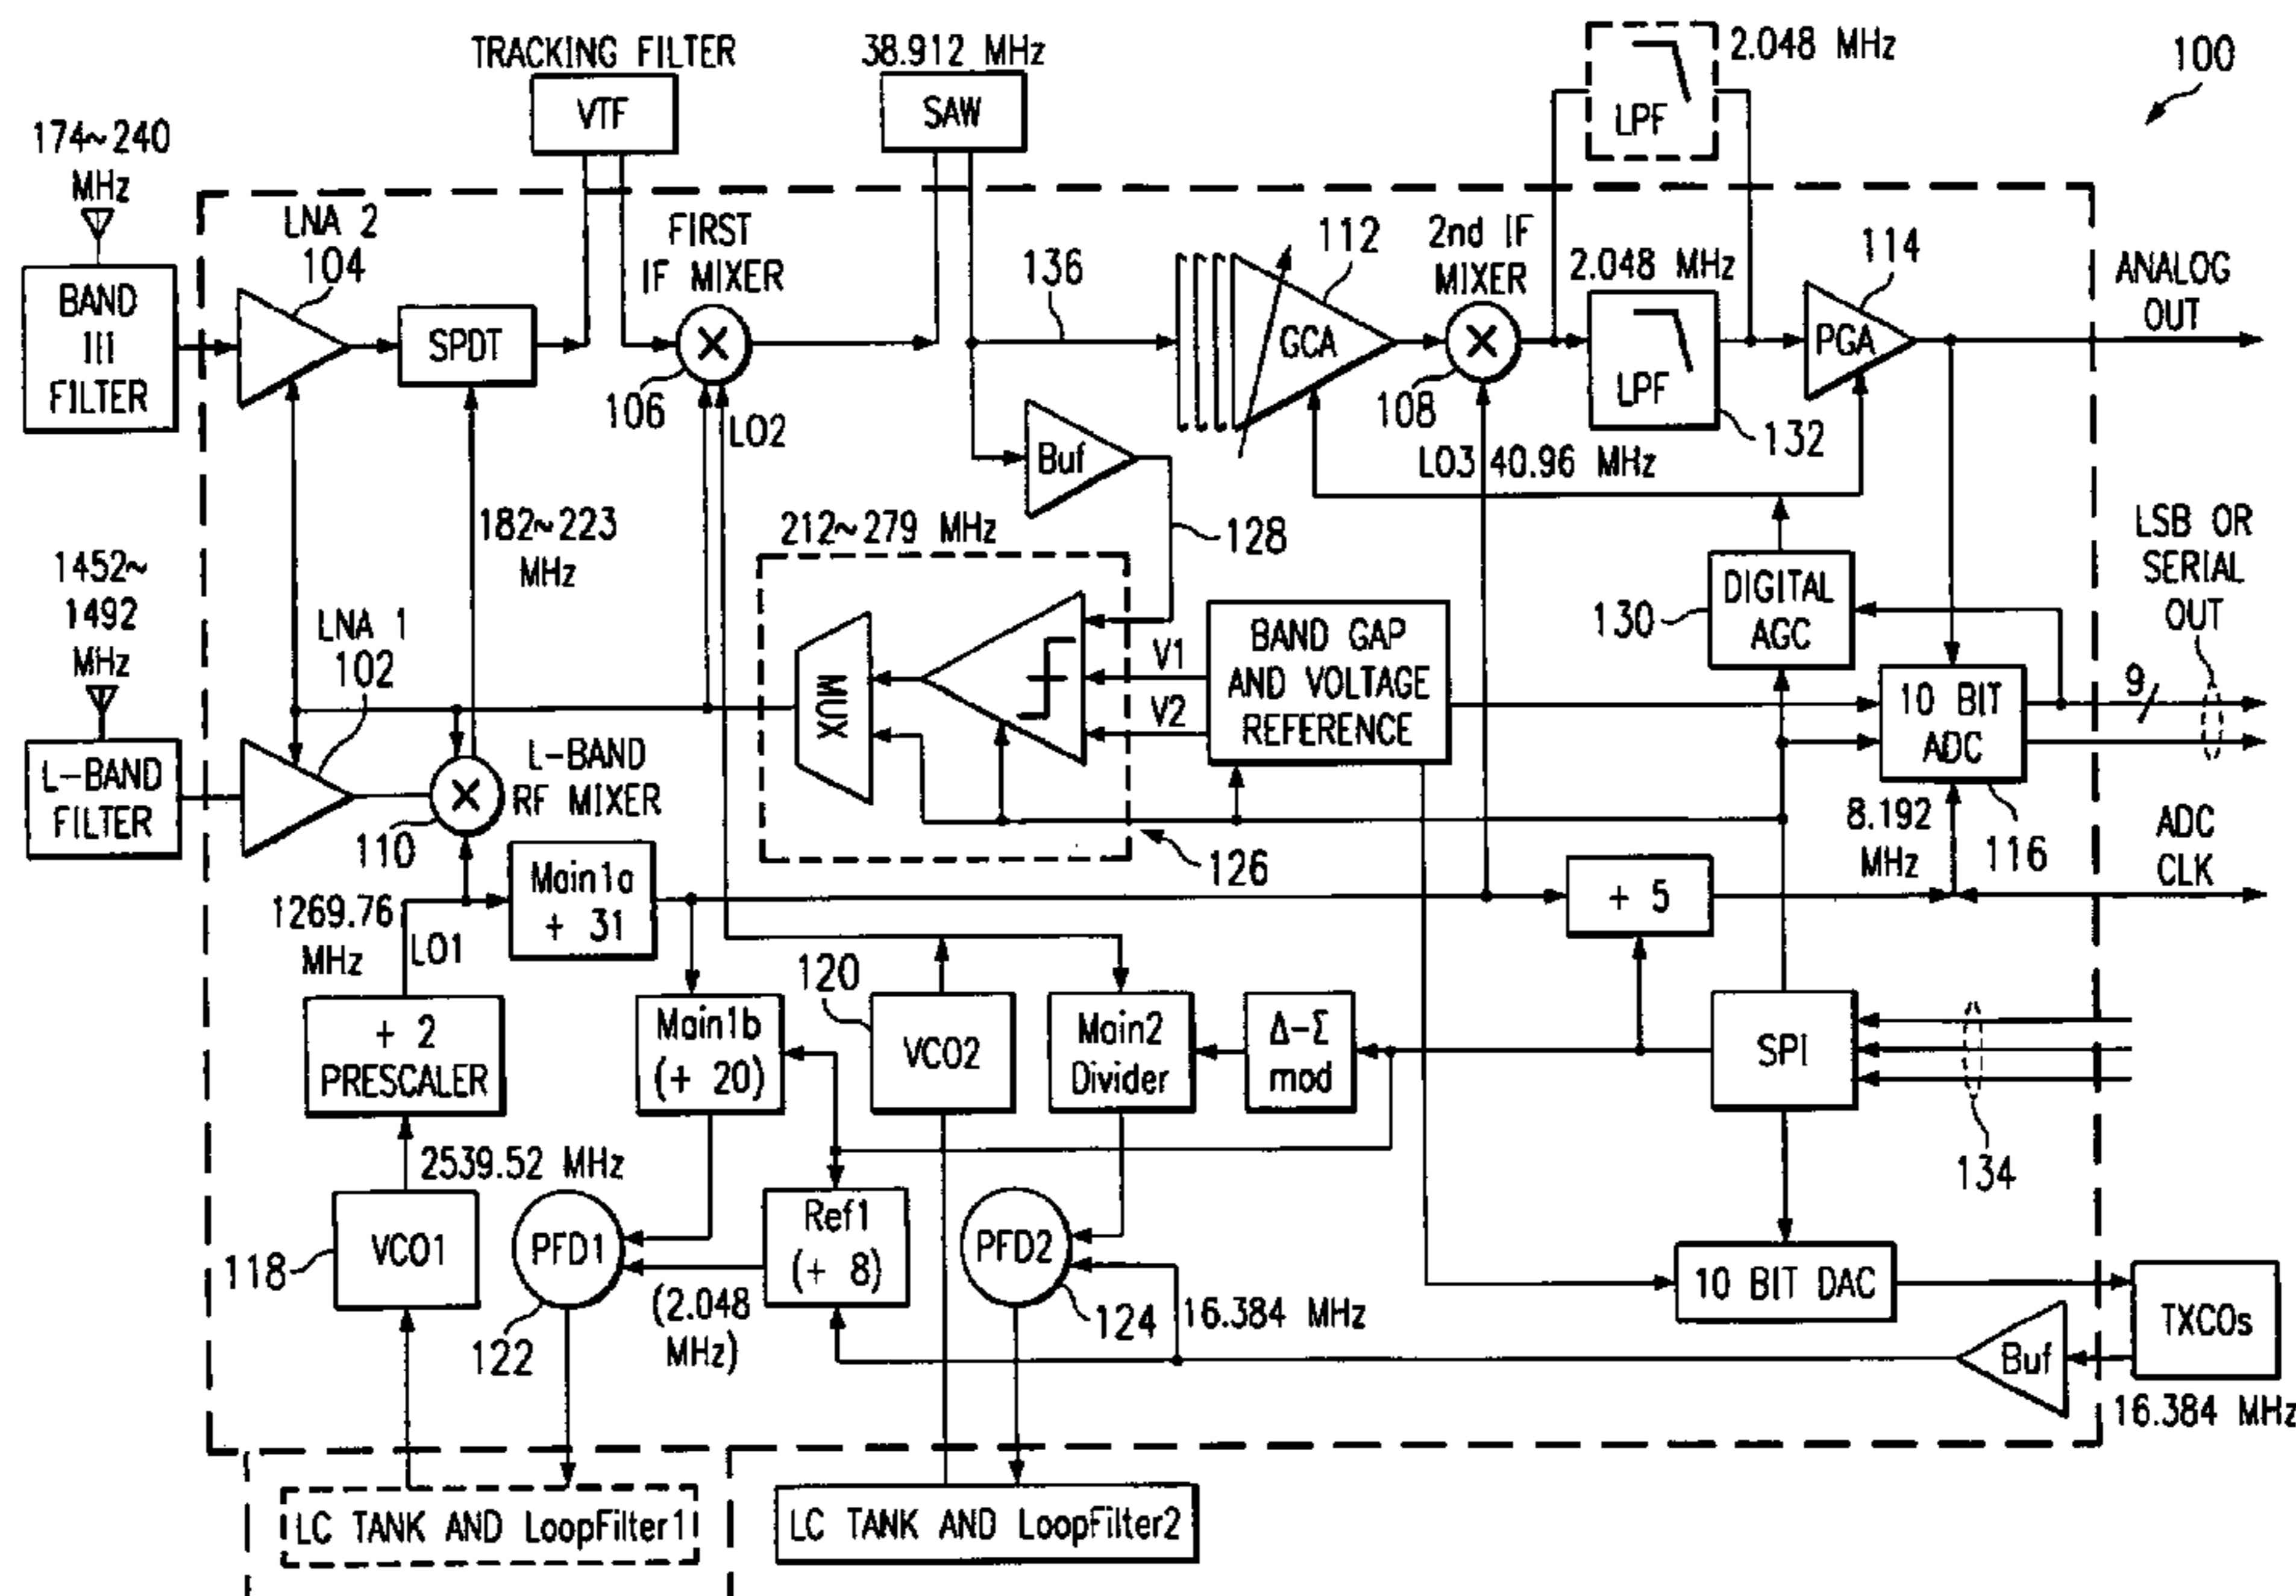 TRACKING FILTER
VTF
38.912 MHz
SAW
LPF
2.048 MHz
100
174~240
MHz
BAND
III
FILTER
LNA 2
104
SPDT
FIRST
IF MIXER
106
LO2
136
112
GCA
2nd IF
MIXER
108
2.048 MHz
LPF
132
114
PGA
ANALOG
OUT
Buf
128
LO3 40.96 MHz
182~223
MHz
1452~
1492
MHz
L-BAND
FILTER
LNA 1
102
L-BAND
RF MIXER
110
212~279 MHz
MUX
126
V1
V2
BAND GAP
AND VOLTAGE
REFERENCE
130
DIGITAL
AGC
LSB OR
SERIAL
OUT
9
10 BIT
ADC
116
8.192
MHz
ADC
CLK
1269.76
MHz
LO1
Main1a
+ 31
+ 5
+ 2
PRESCALER
Main1b
(+ 20)
120
VCO2
Main2
Divider
Δ-Σ
mod
SPI
134
2539.52 MHz
118
VCO1
PFD1
122
(2.048
MHz)
Ref1
(+ 8)
PFD2
124
16.384 MHz
10 BIT DAC
TXCOs
Buf
16.384 MHz
LC TANK AND LoopFilter1
LC TANK AND LoopFilter2